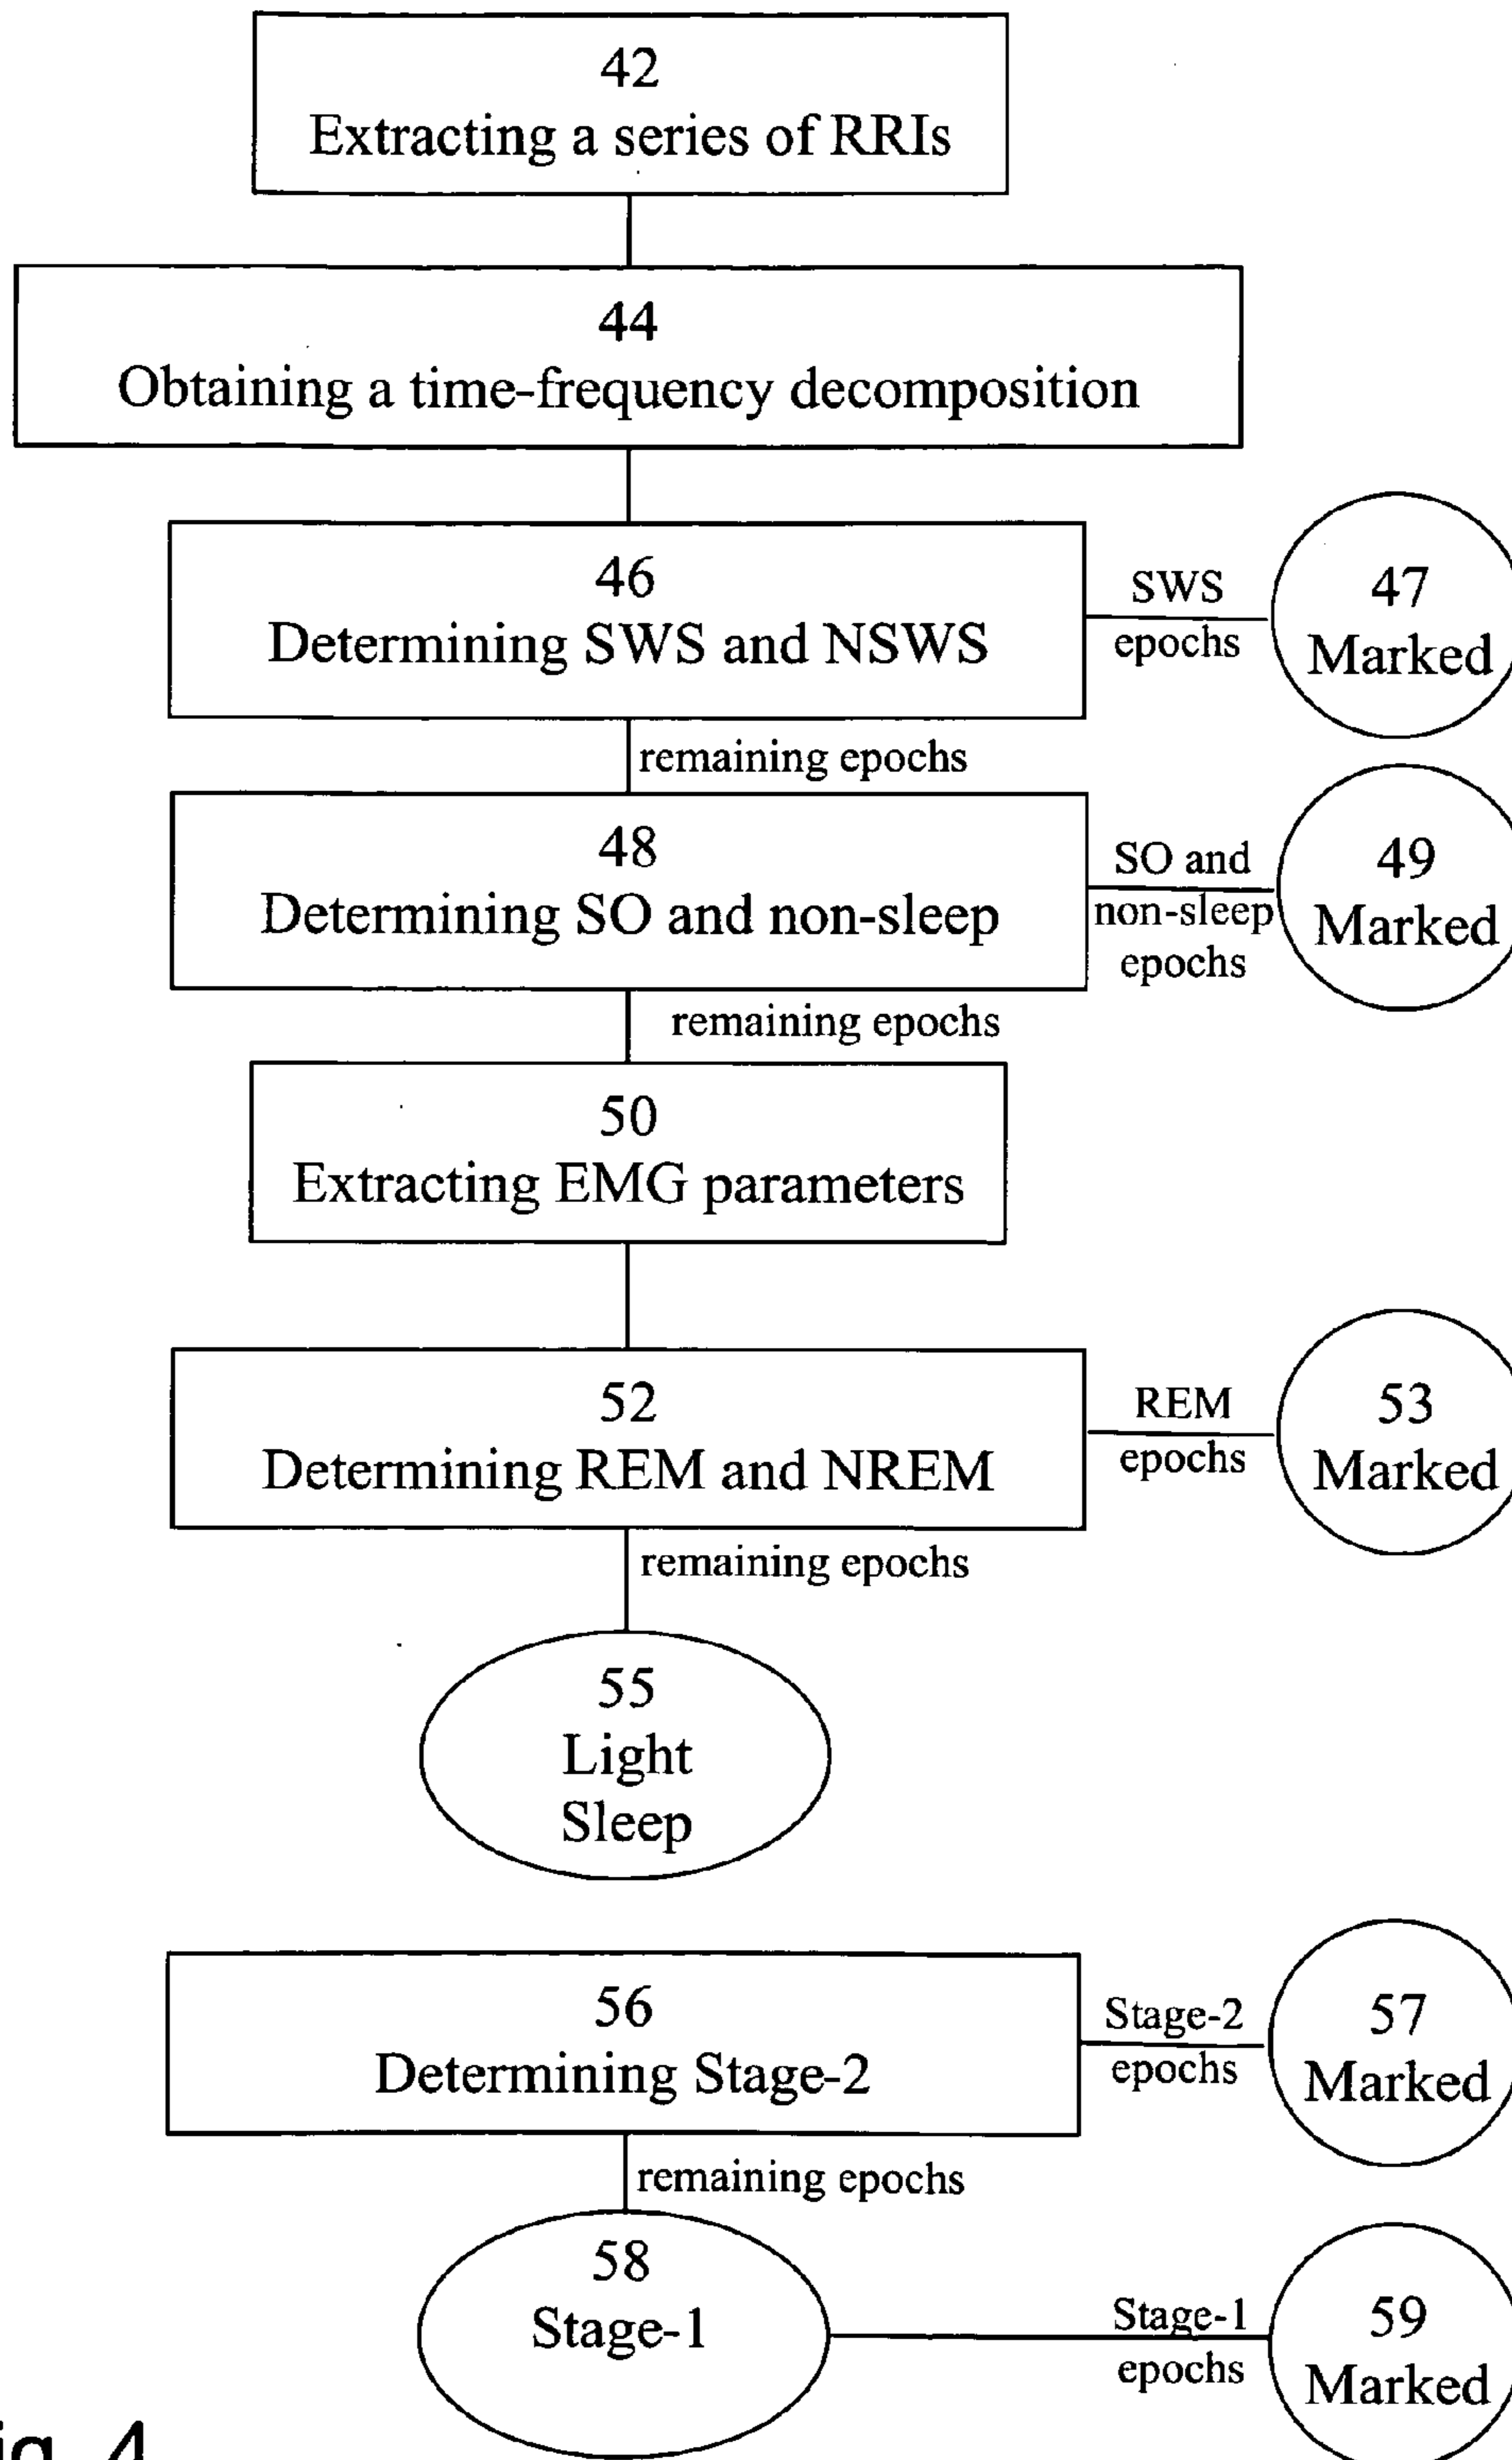 42
Extracting a series of RRIs
44
Obtaining a time-frequency decomposition
46
Determining SWS and NSWS
SWS
epochs
47
Marked
remaining epochs
48
Determining SO and non-sleep
SO and
non-sleep
epochs
49
Marked
remaining epochs
50
Extracting EMG parameters
52
Determining REM and NREM
REM
epochs
53
Marked
remaining epochs
55
Light
Sleep
56
Determining Stage-2
Stage-2
epochs
57
Marked
remaining epochs
58
Stage-1
Stage-1
epochs
59
Marked
ig. 4